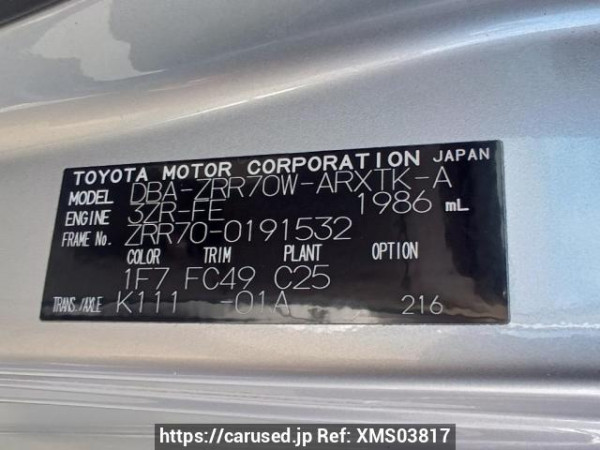 TOYOTA MOTOR CORPORATION JAPAN
MODEL DBA-ZRR70W-ARXTK-A
ENGINE 3ZR-FE 1986 mL
FRAME No. ZRR70-0191532
COLOR TRIM PLANT OPTION
1F7 FC49 C25
TRANS./AXLE K111 -01A 216
https://carused.jp Ref: XMS03817